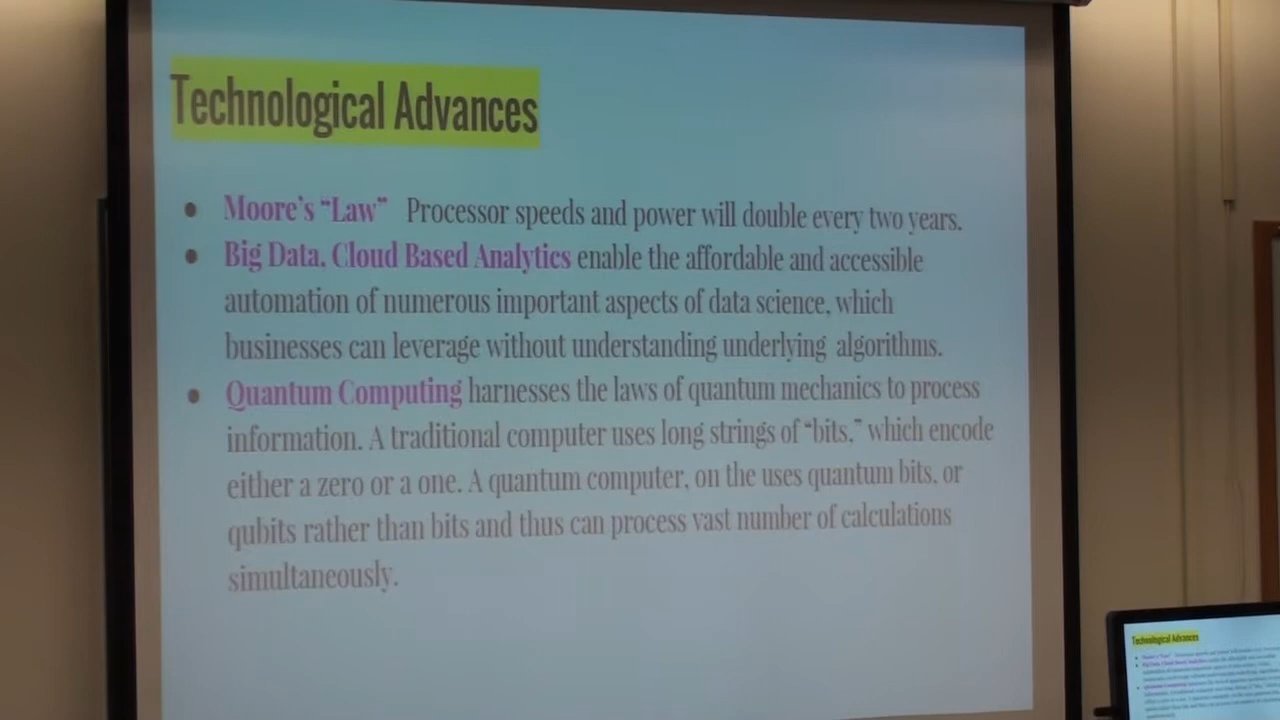 Technological Advances
• Moore's “Law” Processor speeds and power will double every two years.
• Big Data, Cloud Based Analytics enable the affordable and accessible
automation of numerous important aspects of data science, which
businesses can leverage without understanding underlying algorithms.
• Quantum Computing harnesses the laws of quantum mechanics to process
information. A traditional computer uses long strings of “bits,” which encode
either a zero or a one. A quantum computer, on the uses quantum bits, or
qubits rather than bits and thus can process vast number of calculations
simultaneously.
Technological Advances